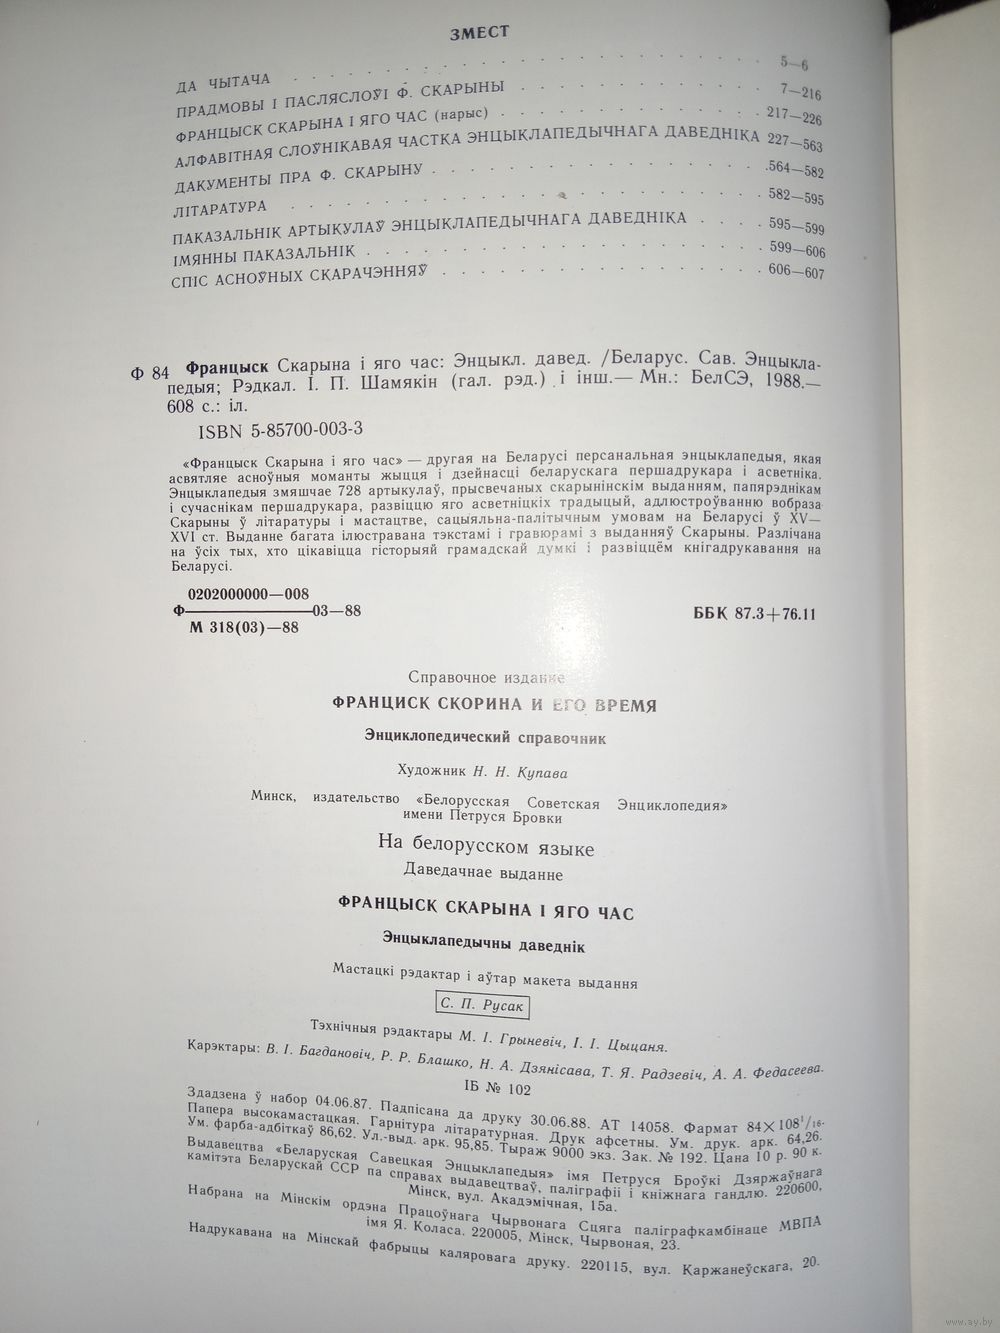 ЗМЕСТ
ДА ЧЫТАЧА . . . . . . . . . . . . . . . . 5—6
ПРАДМОВЫ І ПАСЛЯСЛОЎІ Ф. СКАРЫНЫ . . . . . . . . . 7—216
ФРАНЦЫСК СКАРЫНА І ЯГО ЧАС (нарыс) . . . . . . . . . 217—226
АЛФАВІТНАЯ СЛОЎНІКАВАЯ ЧАСТКА ЭНЦЫКЛАПЕДЫЧНАГА ДАВЕДНІКА 227—563
ДАКУМЕНТЫ ПРА Ф. СКАРЫНУ . . . . . . . . . . . .564—582
ЛІТАРАТУРА . . . . . . . . . . . . . . . . 582—595
ПАКАЗАЛЬНІК АРТЫКУЛАЎ ЭНЦЫКЛАПЕДЫЧНАГА ДАВЕДНІКА . . . . 595—599
ІМЯННЫ ПАКАЗАЛЬНІК . . . . . . . . . . . . . . 599—606
СПІС АСНОЎНЫХ СКАРАЧЭННЯЎ . . . . . . . . . . . . 606—607
Ф 84 Францыск Скарына і яго час: Энцыкл. давед. /Беларус. Сав. Энцыкла-
педыя; Рэдкал. І. П. Шамякін (гал. рэд.) і інш.— Мн.: БелСЭ, 1988.—
608 с.: іл.
ISBN 5-85700-003-3
«Францыск Скарына і яго час» — другая на Беларусі персанальная энцыклапедыя, якая
асвятляе асноўныя моманты жыцця і дзейнасці беларускага першадрукара і асветніка.
Энцыклапедыя змяшчае 728 артыкулаў, прысвечаных скарынінскім выданням, папярэднікам
і сучаснікам першадрукара, развіццю яго асветніцкіх традыцый, адлюстроўванню вобраза
Скарыны ў літаратуры і мастацтве, сацыяльна-палітычным умовам на Беларусі ў XV—
XVI ст. Выданне багата ілюстравана тэкстамі і гравюрамі з выданняў Скарыны. Разлічана
на ўсіх тых, хто цікавіцца гісторыяй грамадскай думкі і развіццём кнігадрукавання на
Беларусі.
0202000000—008
Ф————————03—88
М 318(03)—88
ББК 87.3+76.11
Справочное издание
ФРАНЦИСК СКОРИНА И ЕГО ВРЕМЯ
Энциклопедический справочник
Художник Н. Н. Купава
Минск, издательство «Белорусская Советская Энциклопедия»
имени Петруся Бровки
На белорусском языке
Даведачнае выданне
ФРАНЦЫСК СКАРЫНА І ЯГО ЧАС
Энцыклапедычны даведнік
Мастацкі рэдактар і аўтар макета выдання
С. П. Русак
Тэхнічныя рэдактары М. І. Грыневіч, І. І. Цыцаня.
Карэктары: В. І. Багдановіч, Р. Р. Блашко, Н. А. Дзянісава, Т. Я. Радзевіч, А. А. Федасеева.
ІБ № 102
Здадзена ў набор 04.06.87. Падпісана да друку 30.06.88. АТ 14058. Фармат 84×108¹/₁₆.
Папера высокамастацкая. Гарнітура літаратурная. Друк афсетны. Ум. друк. арк. 64,26.
Ум. фарба-адбіткаў 86,62. Ул.-выд. арк. 95,85. Тыраж 9000 экз. Зак. № 192. Цана 10 р. 90 к.
Выдавецтва «Беларуская Савецкая Энцыклапедыя» імя Петруся Броўкі Дзяржаўнага
камітэта Беларускай ССР па справах выдавецтваў, паліграфіі і кніжнага гандлю. 220600,
Мінск, вул. Акадэмічная, 15а.
Набрана на Мінскім ордэна Працоўнага Чырвонага Сцяга паліграфкамбінаце МВПА
імя Я. Коласа. 220005, Мінск, Чырвоная, 23.
Надрукавана на Мінскай фабрыцы каляровага друку. 220115, вул. Каржанеўскага, 20.
www.ay.by